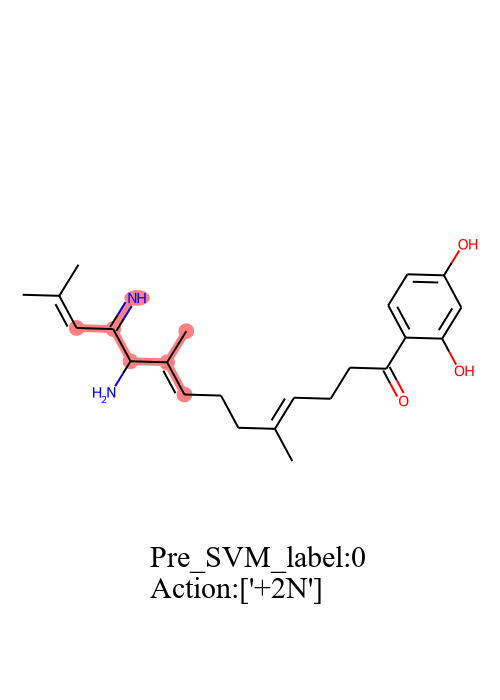 OH
NH
OH
H2N
O
Pre_SVM_label:0
Action:['+2N']